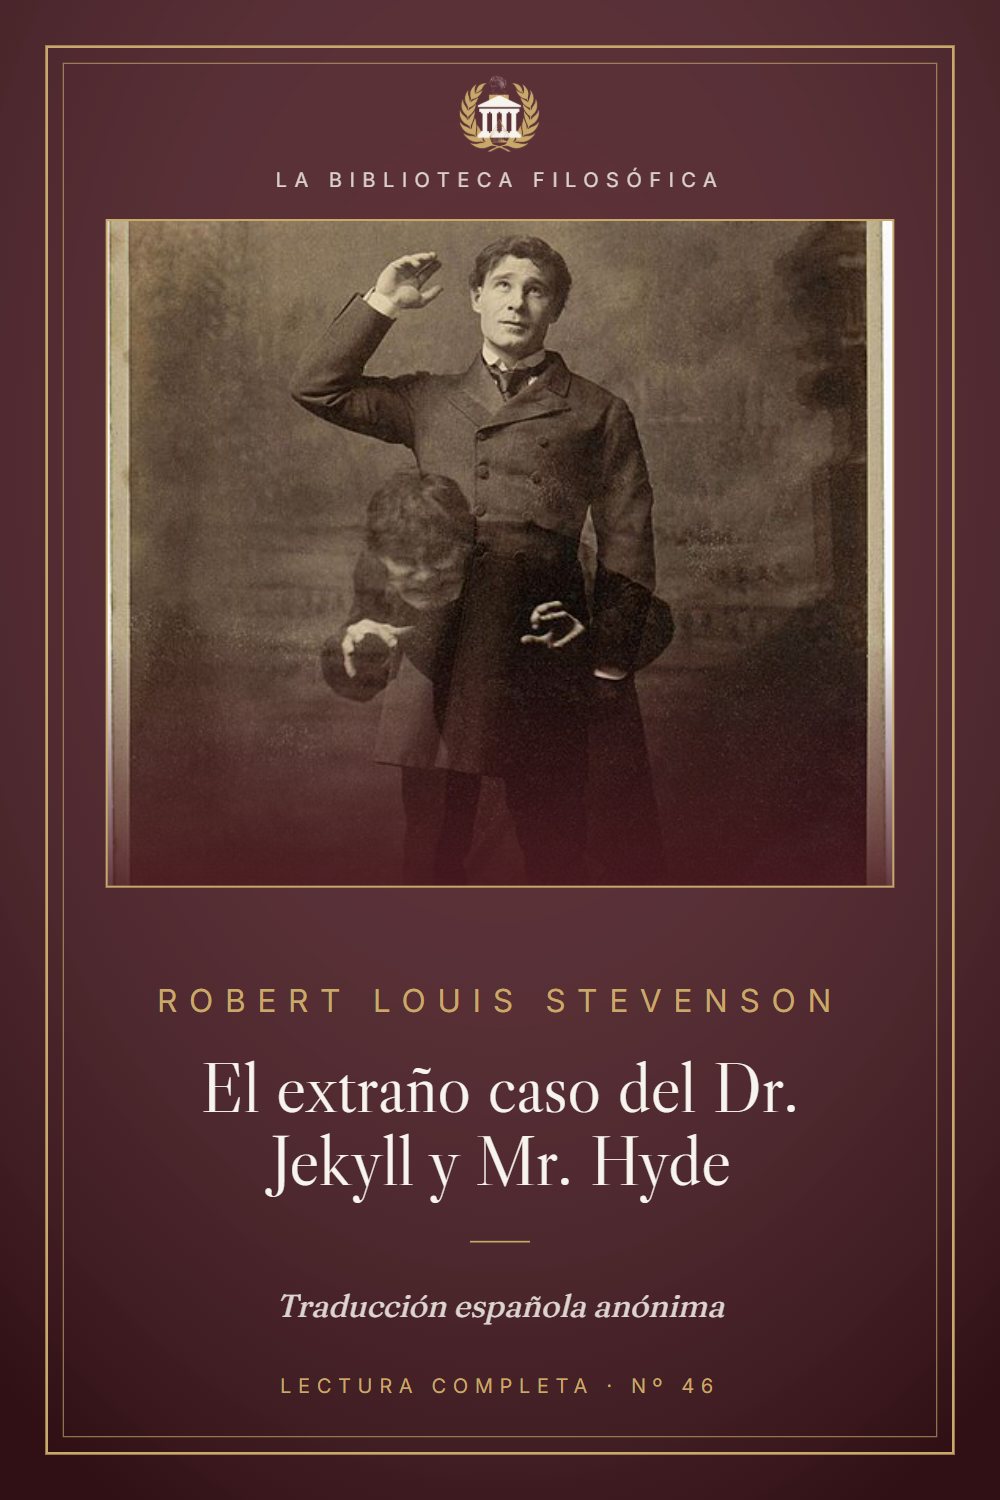 LA BIBLIOTECA FILOSÓFICA
ROBERT LOUIS STEVENSON
El extraño caso del Dr.
Jekyll y Mr. Hyde
Traducción española anónima
LECTURA COMPLETA · Nº 46